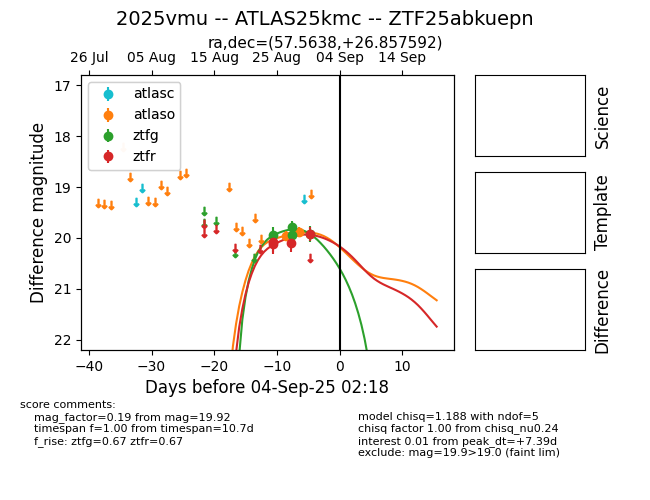 2025vmu -- ATLAS25kmc -- ZTF25abkuepn
ra,dec=(57.5638,+26.857292)
26 Jul 05 Aug 15 Aug 25 Aug 04 Sep 14 Sep
17
18
19
20
21
22
Difference magnitude
atlasc
atlaso
ztfg
ztfr
−40 −30 −20 −10 0 10
Days before 04-Sep-25 02:18
Science
Template
Difference
score comments:
mag_factor=0.19 from mag=19.92
timespan f=1.00 from timespan=10.7d
f_rise: ztfg=0.67 ztfr=0.67
model chisq=1.188 with ndof=5
chisq factor 1.00 from chisq_nu0.24
interest 0.01 from peak_dt=+7.39d
exclude: mag=19.9>19.0 (faint lim)